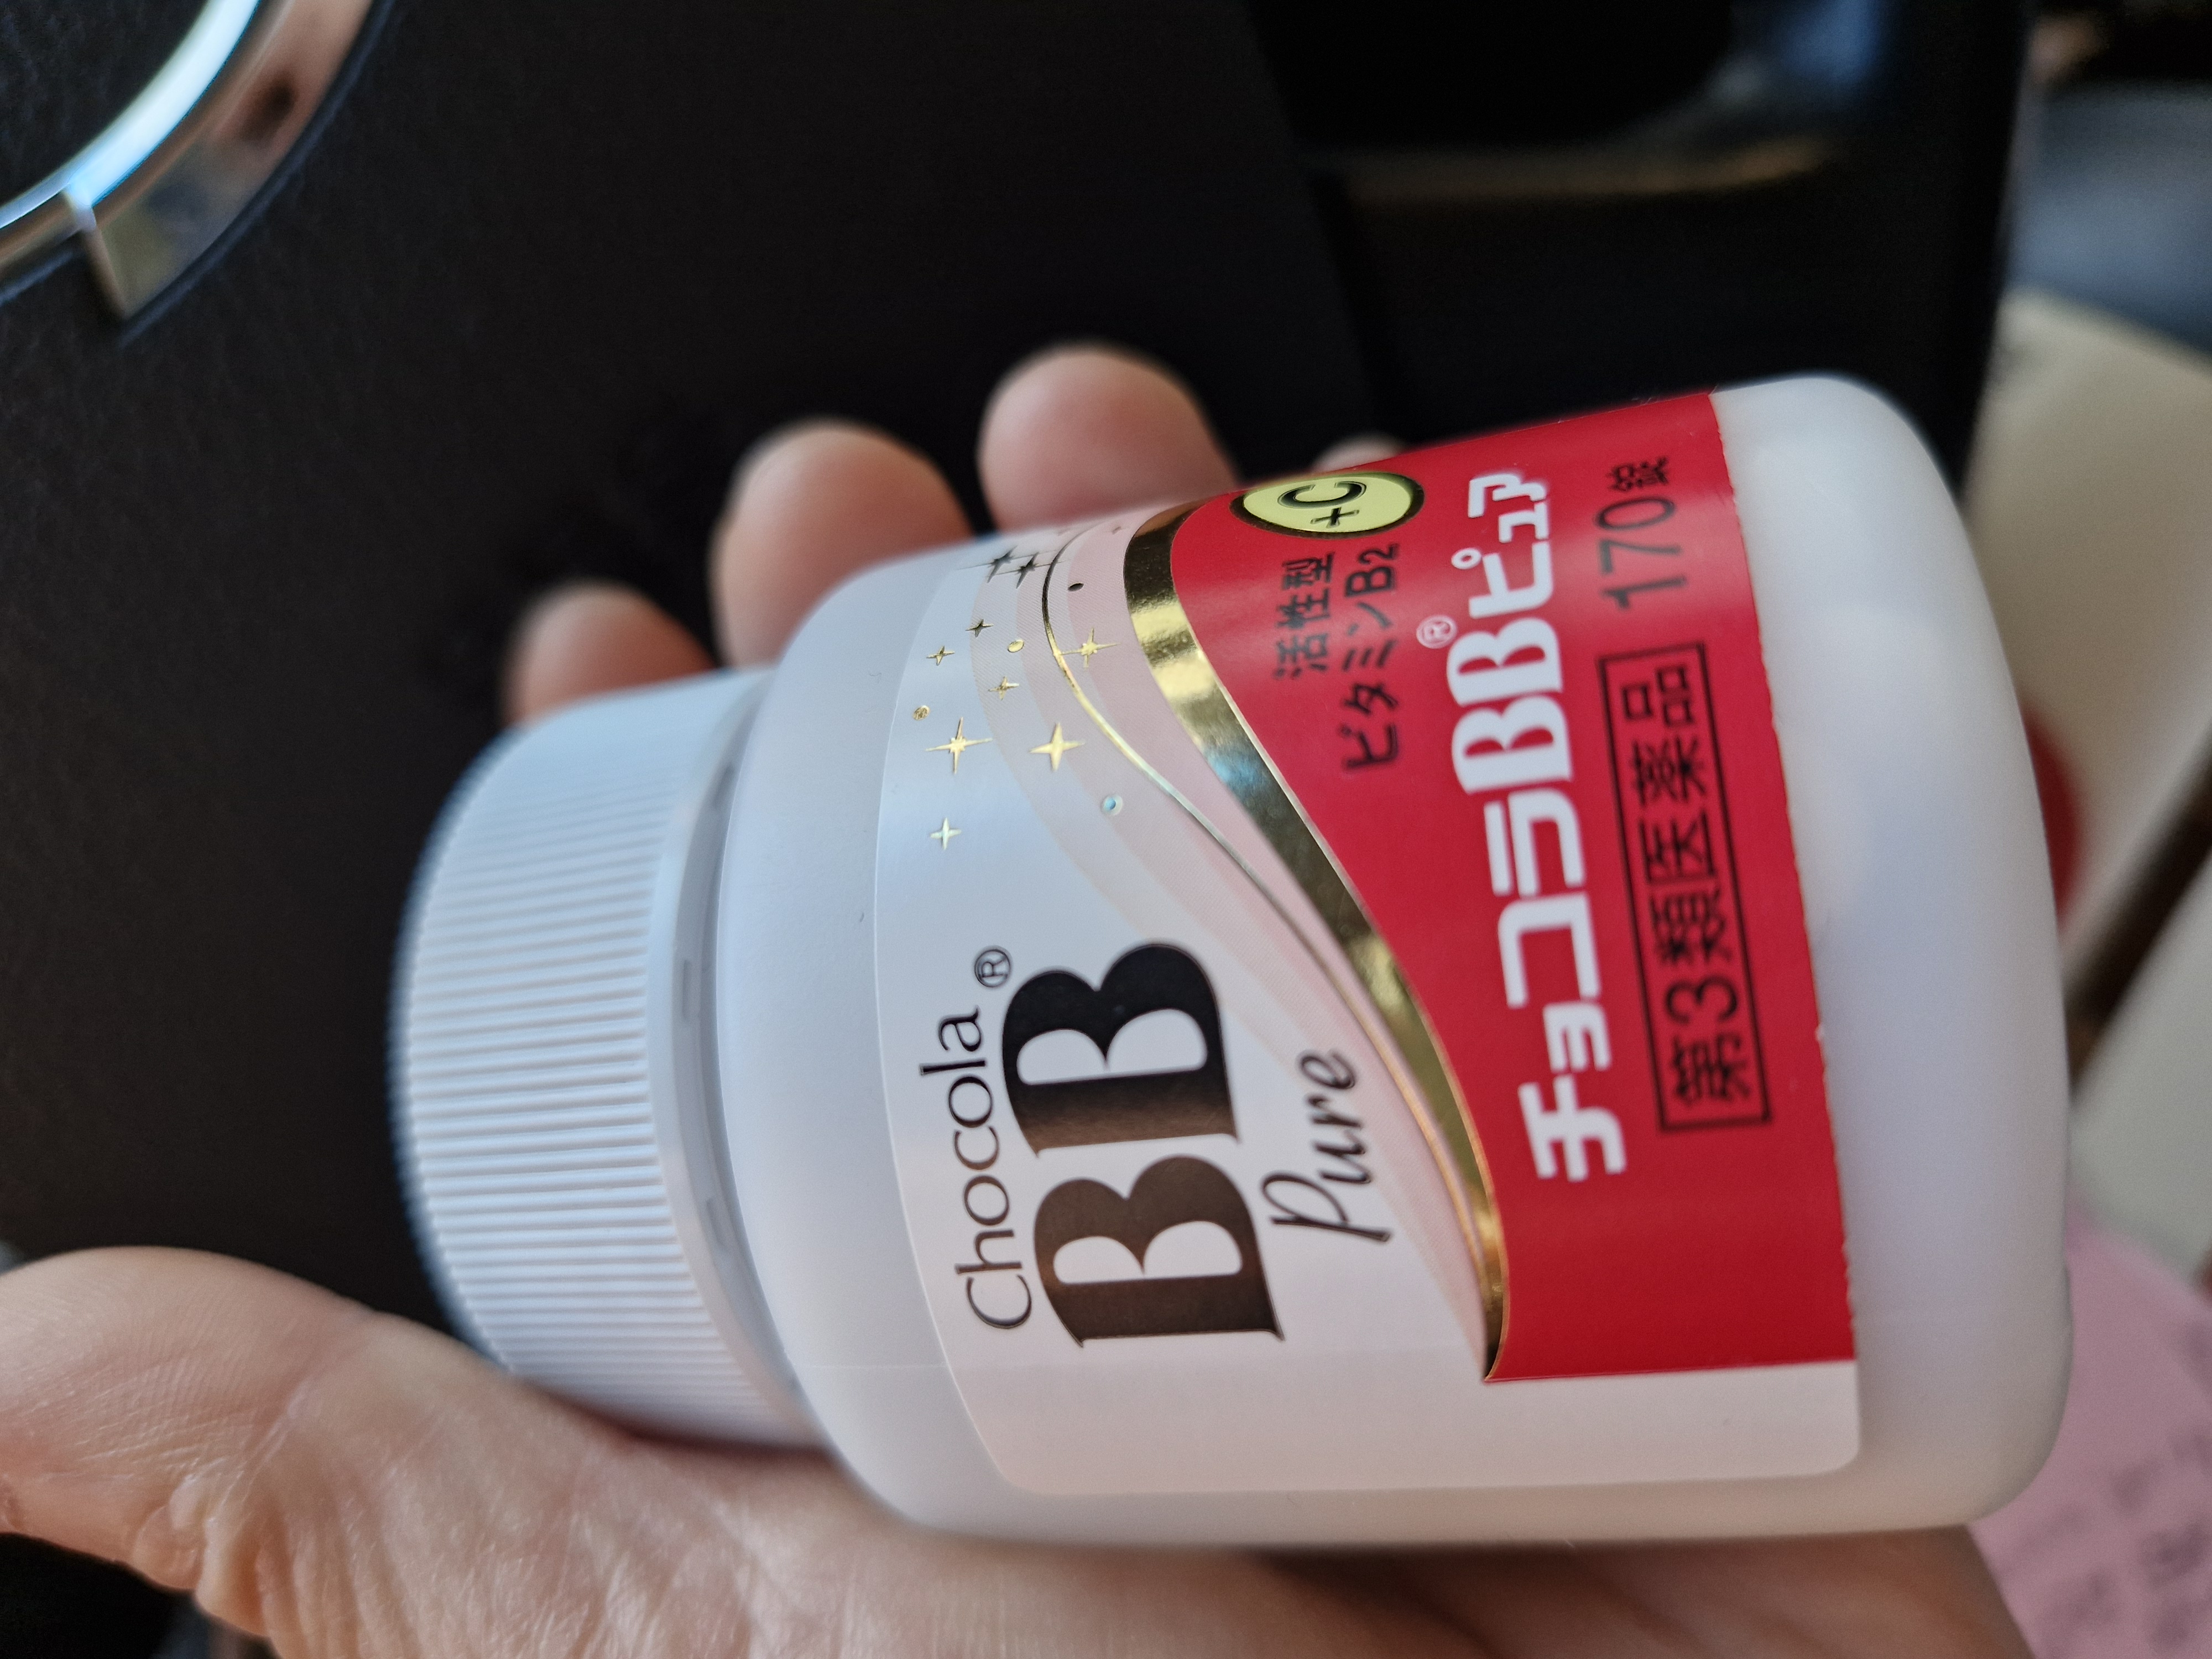 Chocola®
BB
Pure
活性型
ビタミンB2
+C
チョコラBB®ピュア
第3類医薬品
170錠